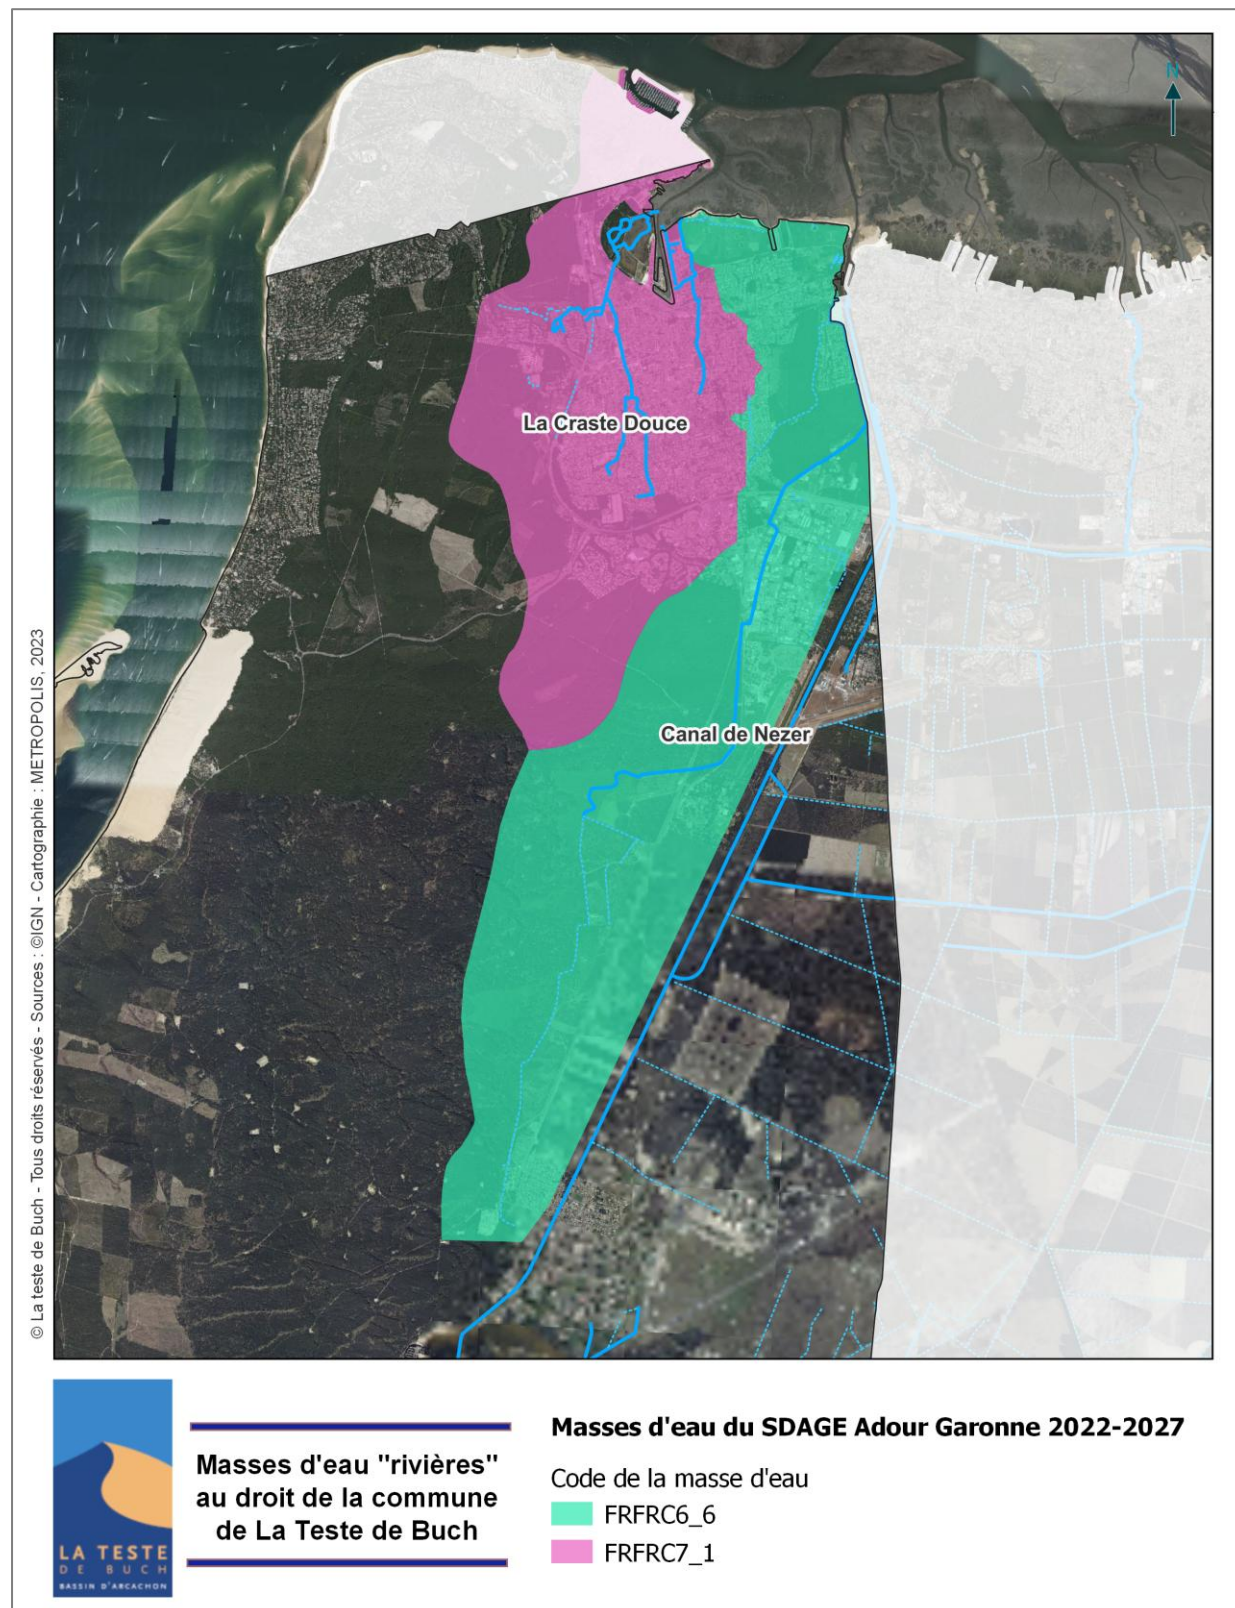 N
La Craste Douce
Canal de Nezer
© La teste de Buch - Tous droits réservés - Sources : ©IGN - Cartographie : METROPOLIS, 2023
LA TESTE
DE BUCH
BASSIN D'ARCACHON
Masses d'eau "rivières"
au droit de la commune
de La Teste de Buch
Masses d'eau du SDAGE Adour Garonne 2022-2027
Code de la masse d'eau
FRFRC6_6
FRFRC7_1